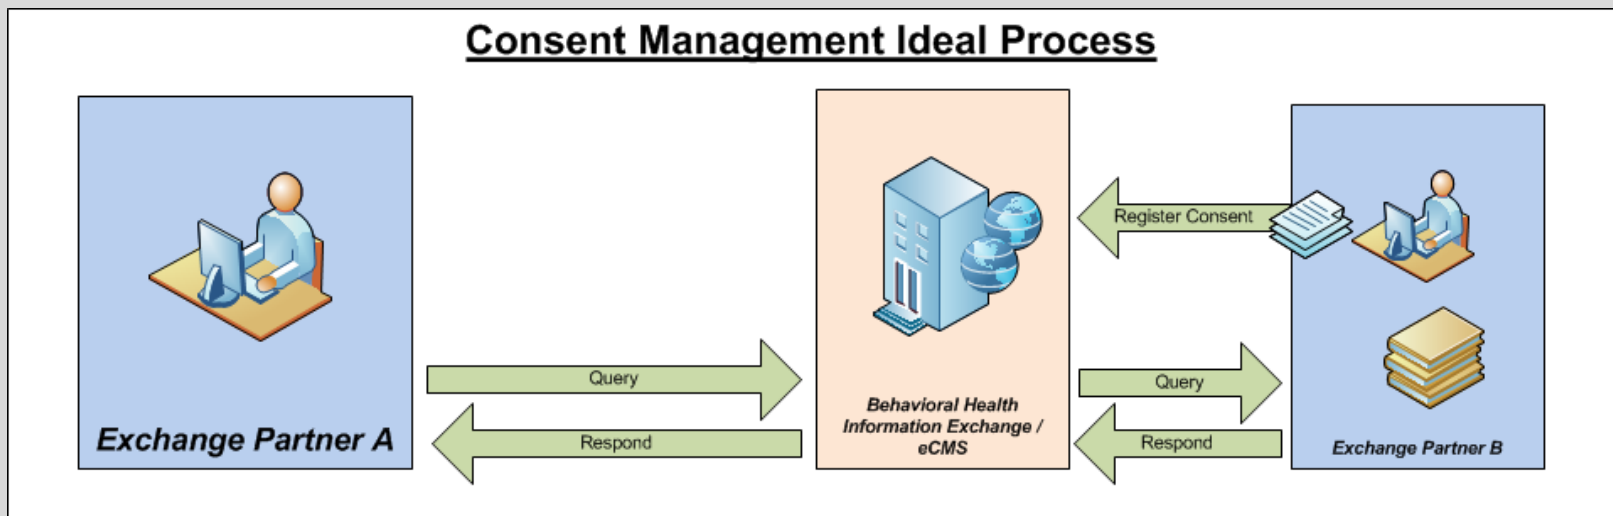 Consent Management Ideal Process
Register Consent
Query
Respond
Query
Respond
Exchange Partner A
Behavioral Health
Information Exchange /
eCMS
Exchange Partner B